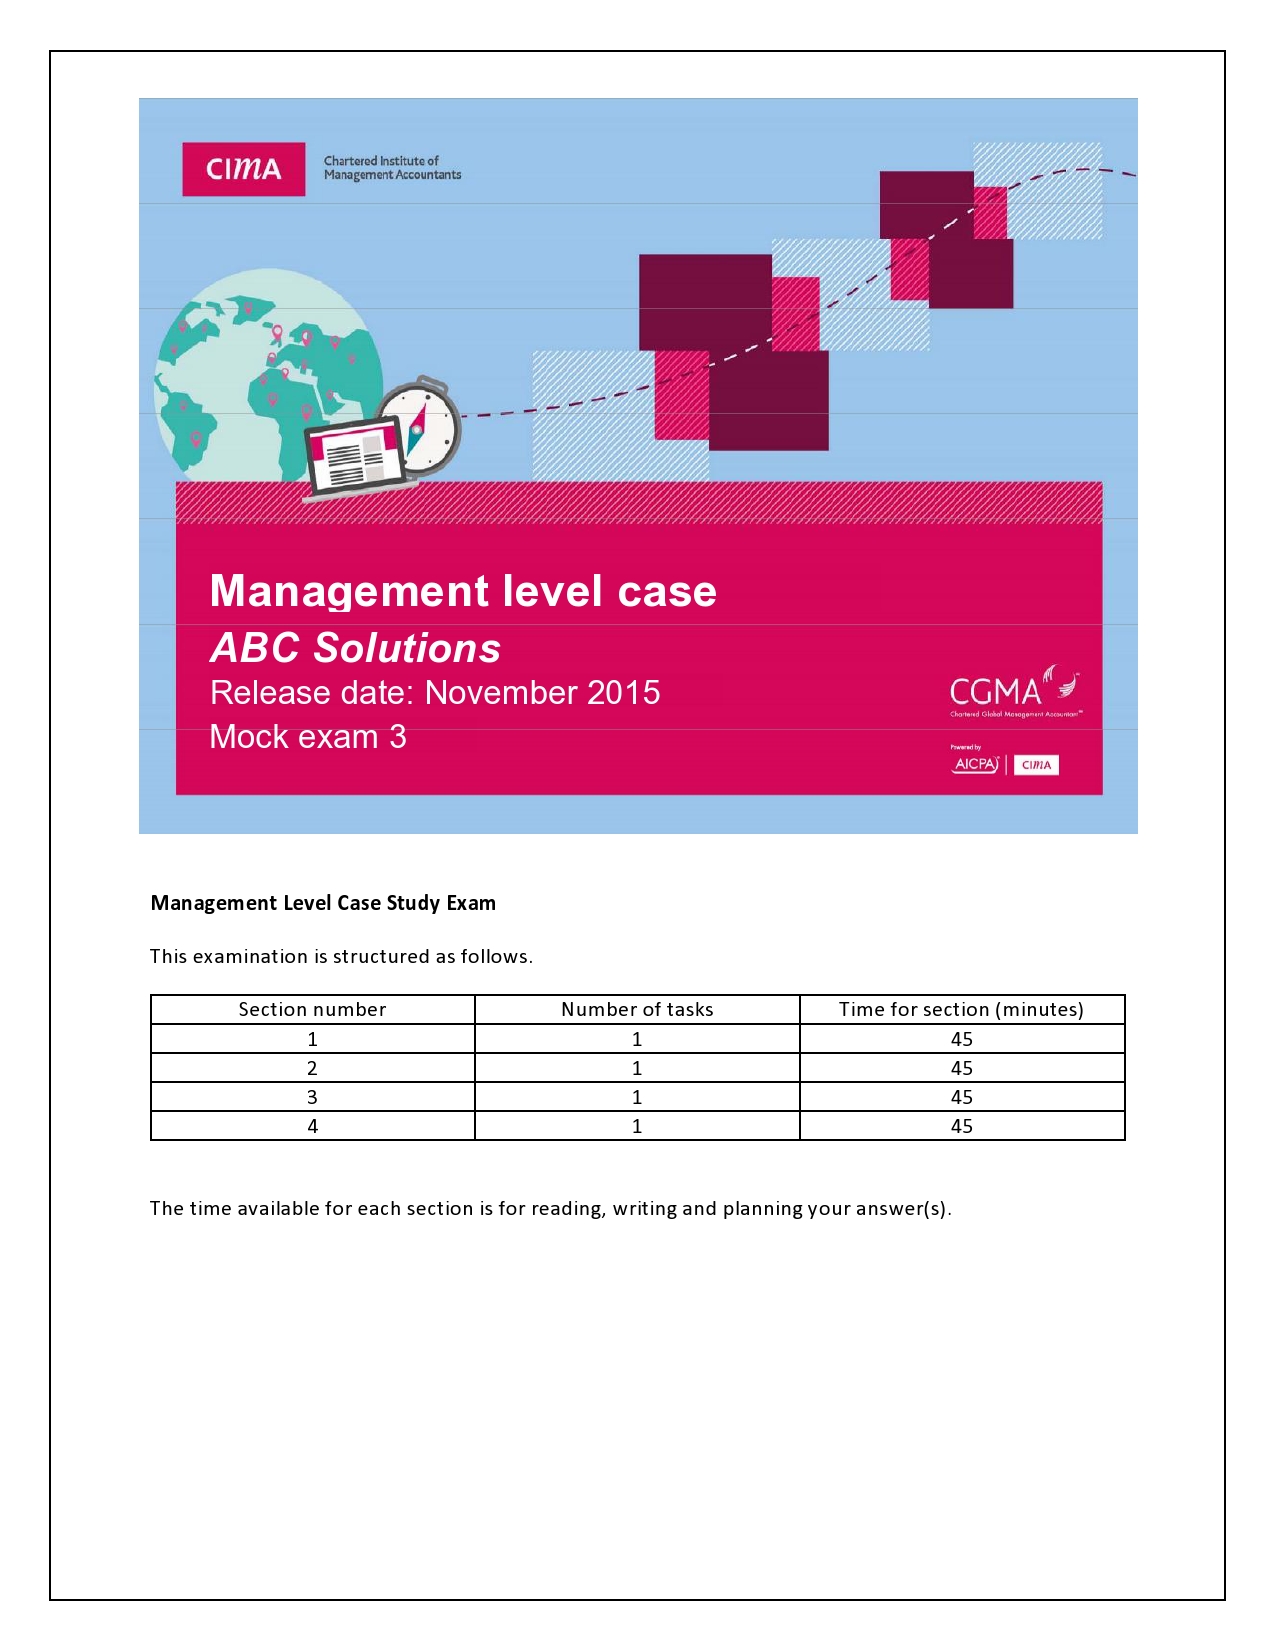 CIMA
Chartered Institute of
Management Accountants
Management level case
ABC Solutions
Release date: November 2015
Mock exam 3
CGMA
Chartered Global Management Accountant
Powered by
AICPA | CIMA
Management Level Case Study Exam
This examination is structured as follows.
Section number Number of tasks Time for section (minutes)
1 1 45
2 1 45
3 1 45
4 1 45
The time available for each section is for reading, writing and planning your answer(s).